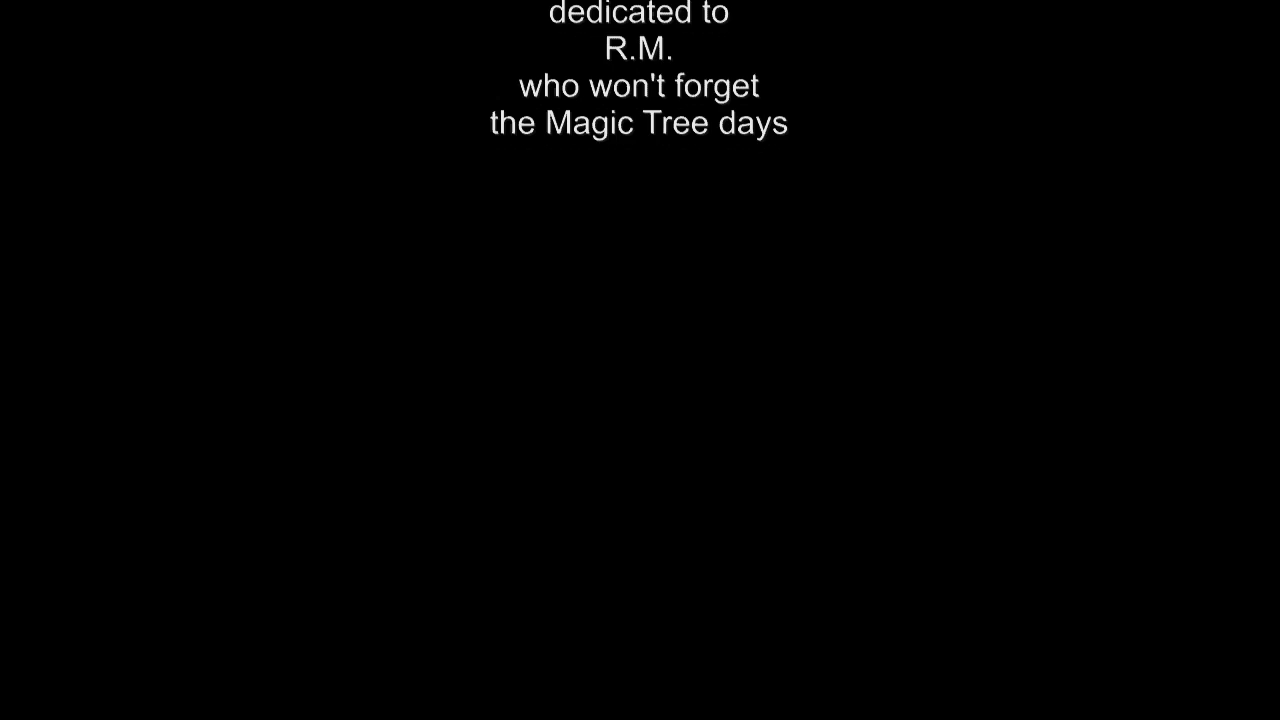 dedicated to
R.M.
who won't forget
the Magic Tree days